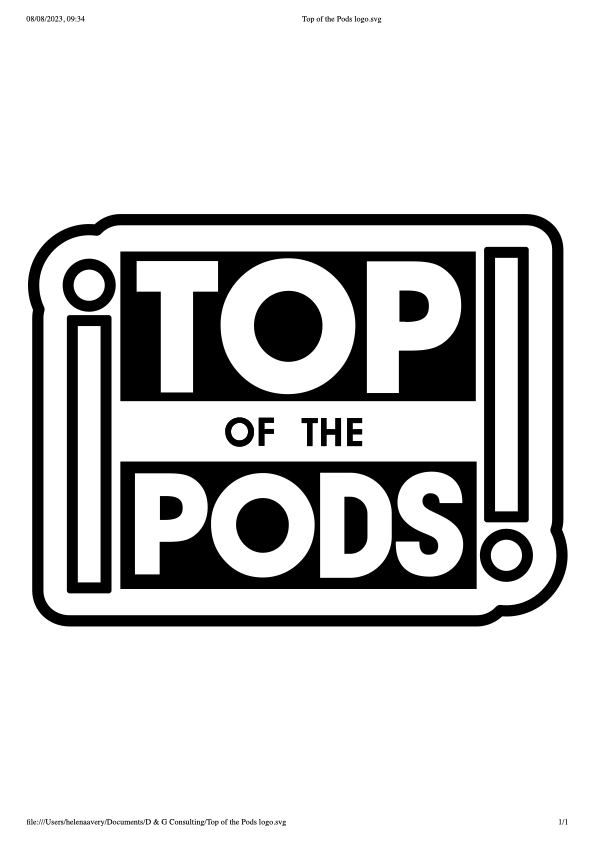 08/08/2023, 09:34 Top of the Pods logo.svg
TOP
OF THE
PODS
file:///Users/helenaavery/Documents/D & G Consulting/Top of the Pods logo.svg 1/1